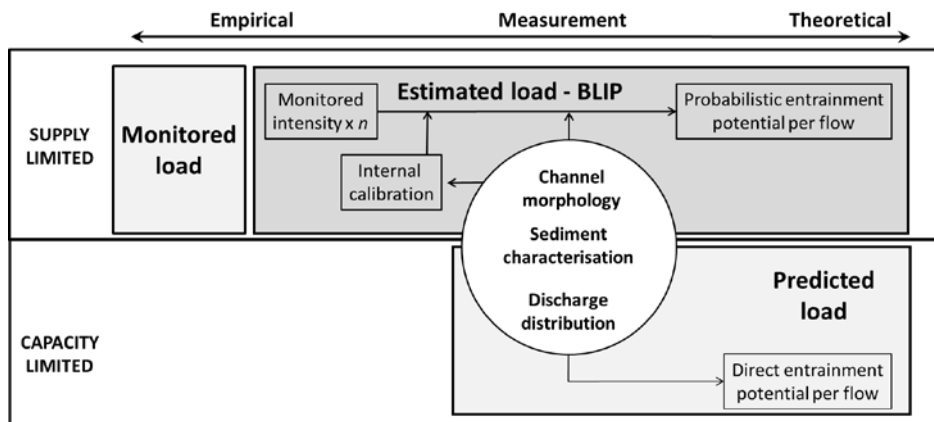 Empirical Measurement Theoretical
SUPPLY
LIMITED
Monitored
load
Estimated load - BLIP
Monitored
intensity x n
Probabilistic entrainment
potential per flow
Internal
calibration
Channel
morphology
Sediment
characterisation
Discharge
distribution
CAPACITY
LIMITED
Predicted
load
Direct entrainment
potential per flow